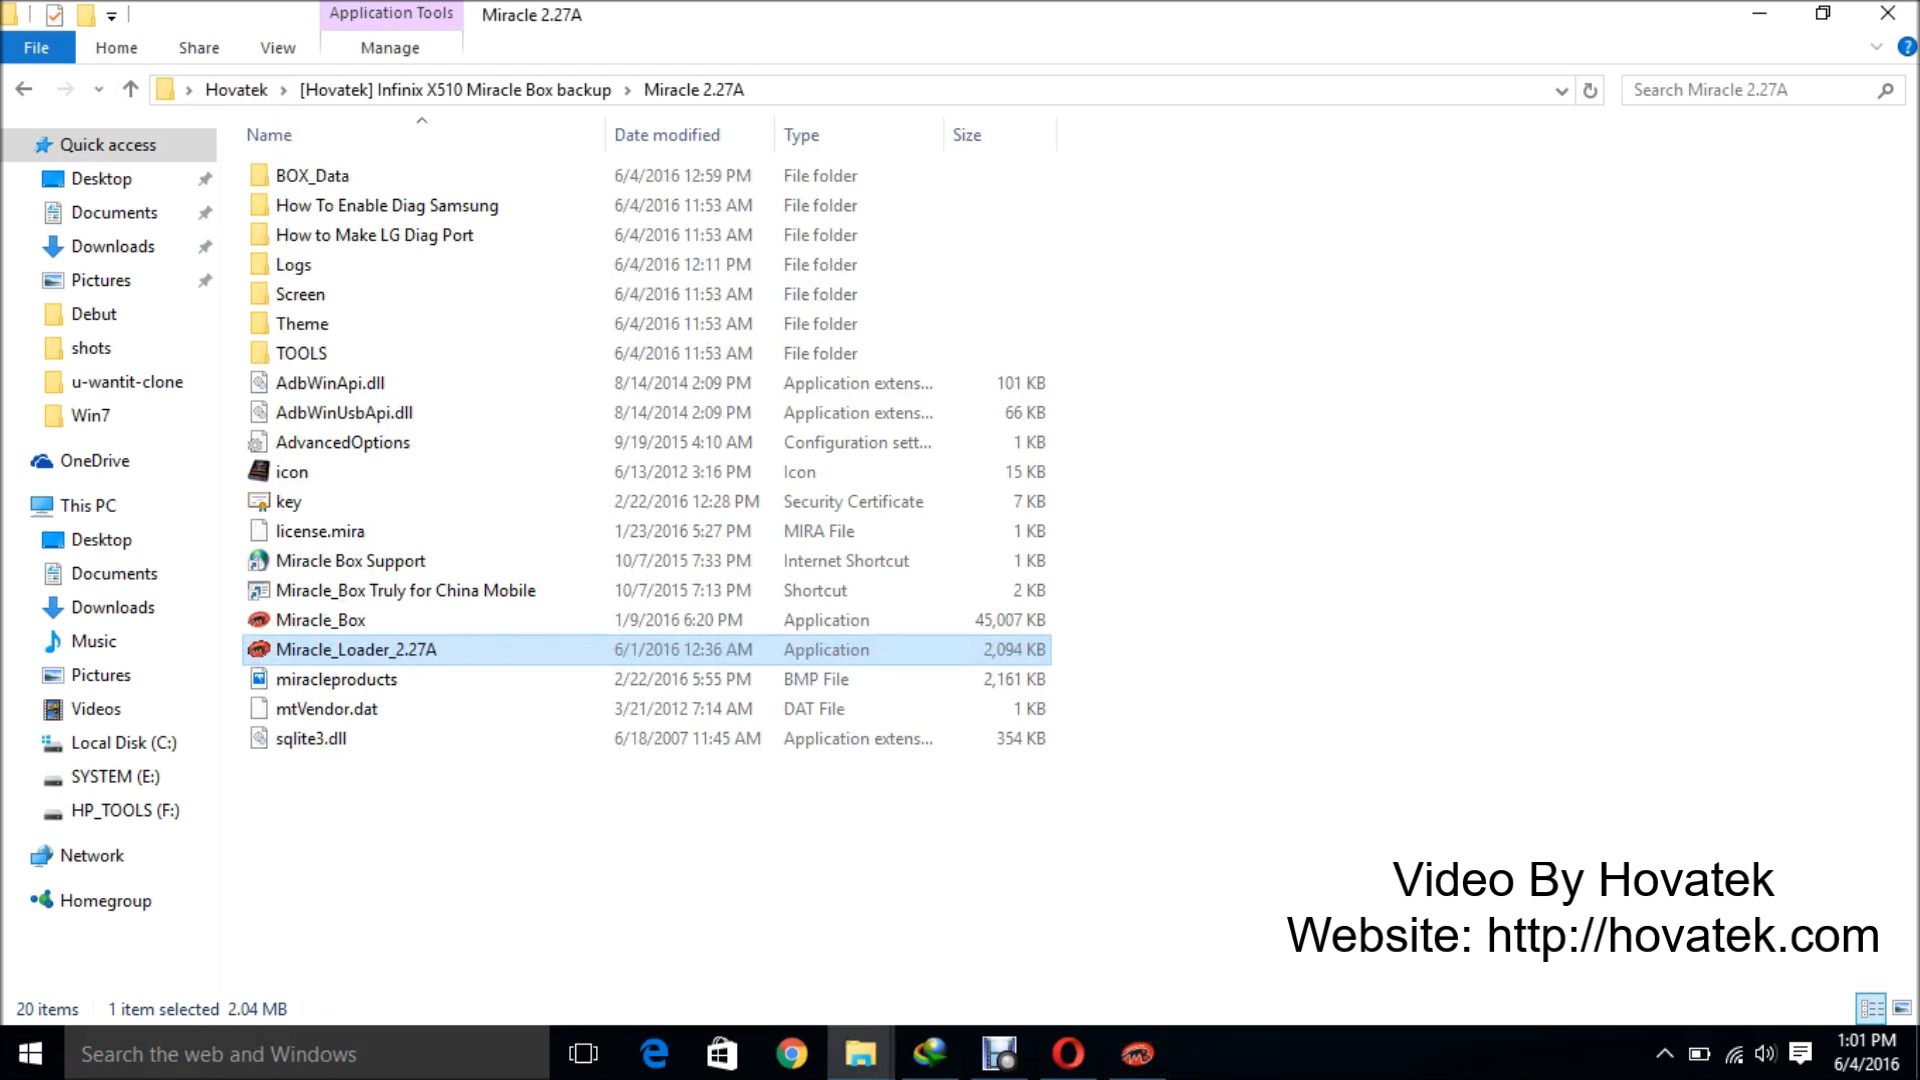 Application Tools Miracle 2.27A
File Home Share View Manage
Hovatek [Hovatek] Infinix X510 Miracle Box backup Miracle 2.27A Search Miracle 2.27A
Name Date modified Type Size
Quick access
Desktop
Documents
Downloads
Pictures
Debut
shots
u-wantit-clone
Win7
OneDrive
This PC
Desktop
Documents
Downloads
Music
Pictures
Videos
Local Disk (C:)
SYSTEM (E:)
HP_TOOLS (F:)
Network
Homegroup
BOX_Data 6/4/2016 12:59 PM File folder
How To Enable Diag Samsung 6/4/2016 11:53 AM File folder
How to Make LG Diag Port 6/4/2016 11:53 AM File folder
Logs 6/4/2016 12:11 PM File folder
Screen 6/4/2016 11:53 AM File folder
Theme 6/4/2016 11:53 AM File folder
TOOLS 6/4/2016 11:53 AM File folder
AdbWinApi.dll 8/14/2014 2:09 PM Application extens... 101 KB
AdbWinUsbApi.dll 8/14/2014 2:09 PM Application extens... 66 KB
AdvancedOptions 9/19/2015 4:10 AM Configuration sett... 1 KB
icon 6/13/2012 3:16 PM Icon 15 KB
key 2/22/2016 12:28 PM Security Certificate 7 KB
license.mira 1/23/2016 5:27 PM MIRA File 1 KB
Miracle Box Support 10/7/2015 7:33 PM Internet Shortcut 1 KB
Miracle_Box Truly for China Mobile 10/7/2015 7:13 PM Shortcut 2 KB
Miracle_Box 1/9/2016 6:20 PM Application 45,007 KB
Miracle_Loader_2.27A 6/1/2016 12:36 AM Application 2,094 KB
miracleproducts 2/22/2016 5:55 PM BMP File 2,161 KB
mtVendor.dat 3/21/2012 7:14 AM DAT File 1 KB
sqlite3.dll 6/18/2007 11:45 AM Application extens... 354 KB
Video By Hovatek
Website: http://hovatek.com
20 items 1 item selected 2.04 MB
Search the web and Windows
1:01 PM
6/4/2016